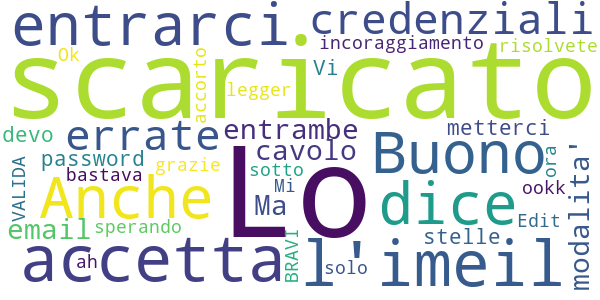 entrarci credenziali
incoraggiamento risolvete
Ok accorto Vi
scaricato
legger
devo errate entrambe metterci
password cavolo Buono
bastava grazie sotto ora modalita'
VALIDA Anche Lo Mi dice ookk
email sperando Ma Edit
BRAVI stelle
accetta ah l'imeil solo